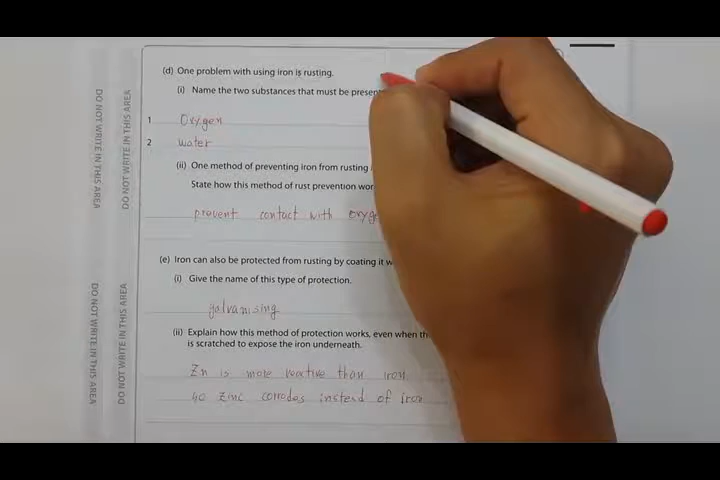 (d) One problem with using iron is rusting.
(i) Name the two substances that must be present
1 Oxygen
2 water
(ii) One method of preventing iron from rusting
State how this method of rust prevention wor
prevent contact with oxyg
(e) Iron can also be protected from rusting by coating it w
(i) Give the name of this type of protection.
galvanising
(ii) Explain how this method of protection works, even when th
is scratched to expose the iron underneath.
Zn is more reactive than iron.
so zinc corrodes instead of iron
DO NOT WRITE IN THIS AREA
DO NOT WRITE IN THIS AREA
DO NOT WRITE IN THIS AREA
DO NOT WRITE IN THIS AREA